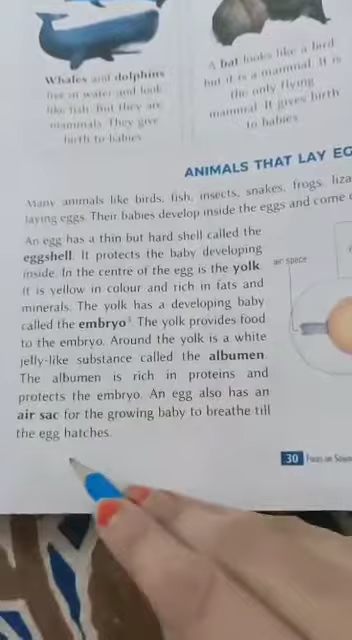 Whales and dolphins
live in water and look
like fish. But they are
mammals. They give
birth to babies.
A bat looks like a bird
but it is a mammal. It is
the only flying
mammal. It gives birth
to babies.
ANIMALS THAT LAY EG
Many animals like birds, fish, insects, snakes, frogs, liza
laying eggs. Their babies develop inside the eggs and come
An egg has a thin but hard shell called the
eggshell. It protects the baby developing
inside. In the centre of the egg is the yolk.
It is yellow in colour and rich in fats and
minerals. The yolk has a developing baby
called the embryo. The yolk provides food
to the embryo. Around the yolk is a white
jelly-like substance called the albumen.
The albumen is rich in proteins and
protects the embryo. An egg also has an
air sac for the growing baby to breathe till
the egg hatches.
air space
30 Focus on Scien